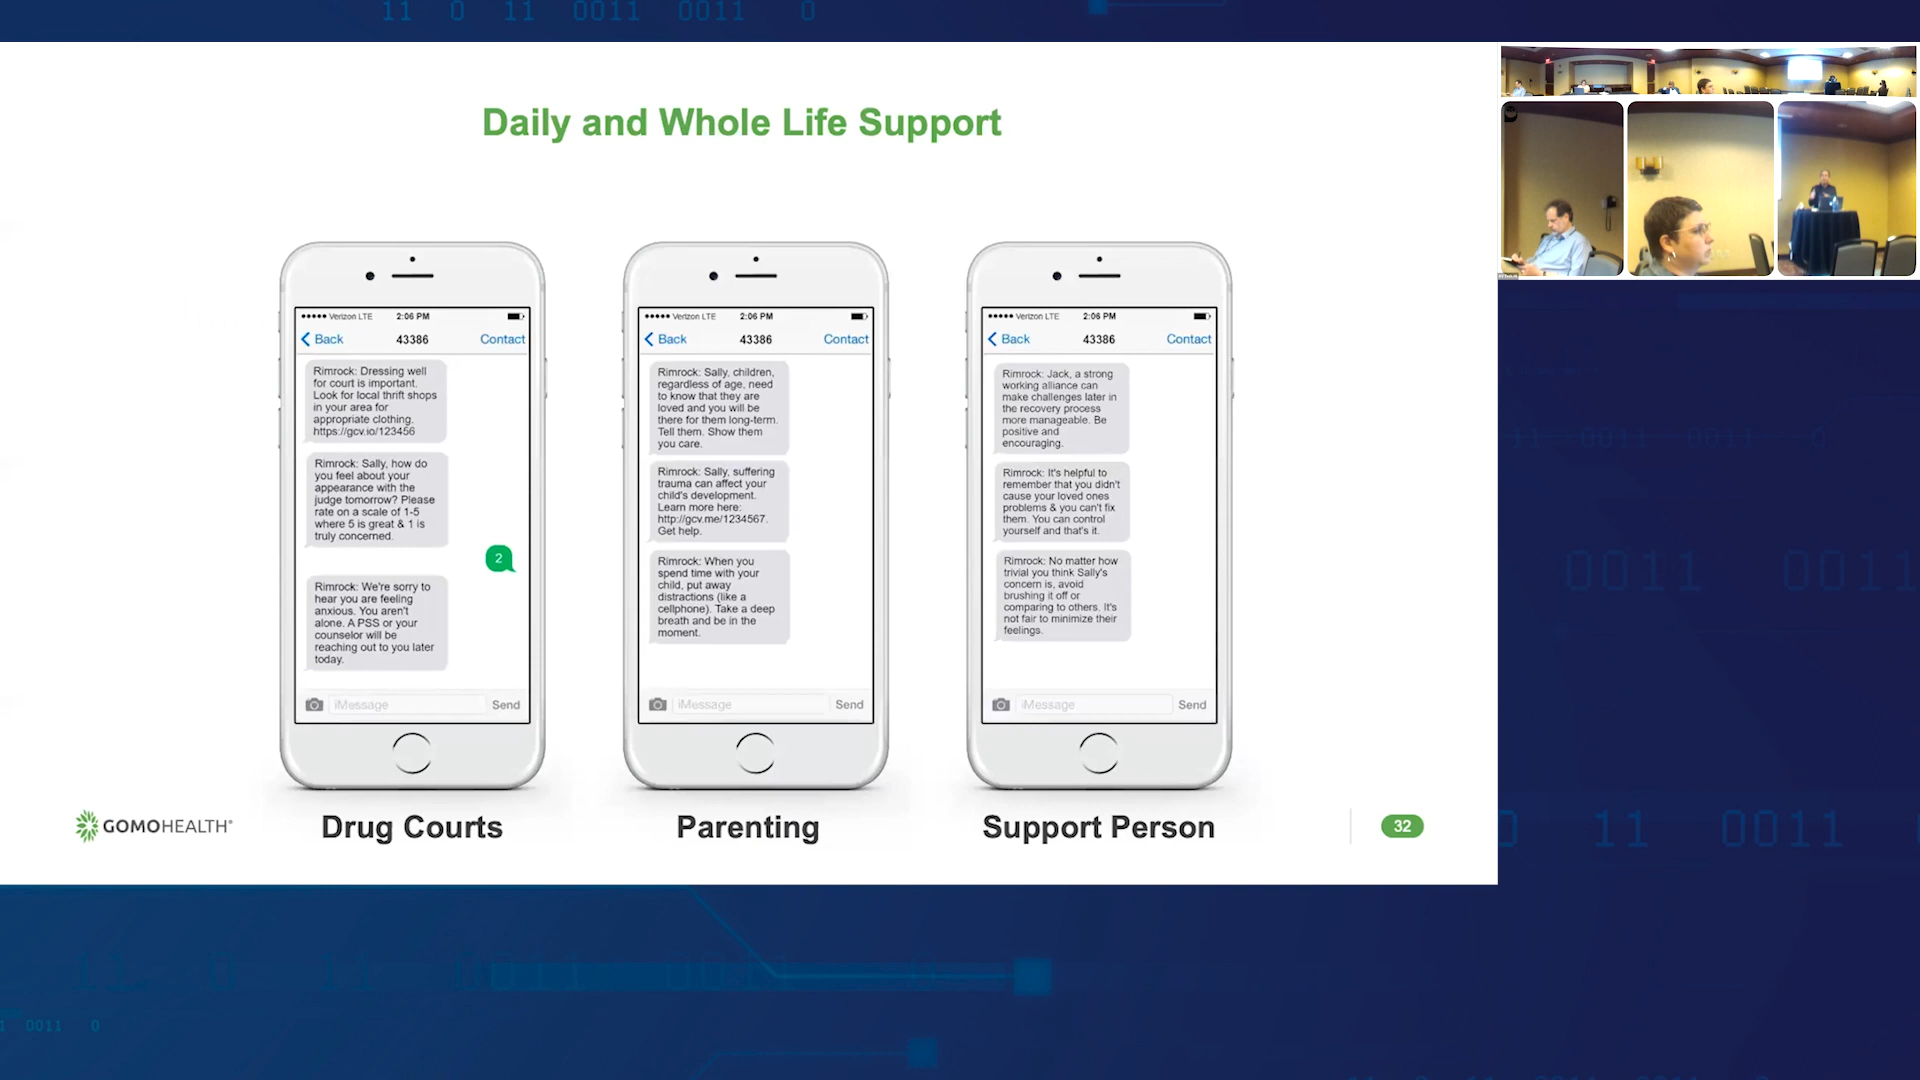 11 0 11 0011 0011 0
Daily and Whole Life Support
Verizon LTE 2:06 PM
Back 43386 Contact
Rimrock: Dressing well
for court is important.
Look for local thrift shops
in your area for
appropriate clothing.
https://gcv.io/123456
Rimrock: Sally, how do
you feel about your
appearance with the
judge tomorrow? Please
rate on a scale of 1-5
where 5 is great & 1 is
truly concerned.
2
Rimrock: We're sorry to
hear you are feeling
anxious. You aren't
alone. A PSS or your
counselor will be
reaching out to you later
today.
iMessage Send
Drug Courts
Verizon LTE 2:06 PM
Back 43386 Contact
Rimrock: Sally, children,
regardless of age, need
to know that they are
loved and you will be
there for them long-term.
Tell them. Show them
you care.
Rimrock: Sally, suffering
trauma can affect your
child's development.
Learn more here:
http://gcv.me/1234567.
Get help.
Rimrock: When you
spend time with your
child, put away
distractions (like a
cellphone). Take a deep
breath and be in the
moment.
iMessage Send
Parenting
Verizon LTE 2:06 PM
Back 43386 Contact
Rimrock: Jack, a strong
working alliance can
make challenges later in
the recovery process
more manageable. Be
positive and
encouraging.
Rimrock: It's helpful to
remember that you didn't
cause your loved ones
problems & you can't fix
them. You can control
yourself and that's it.
Rimrock: No matter how
trivial you think Sally's
concern is, avoid
brushing it off or
comparing to others. It's
not fair to minimize their
feelings.
iMessage Send
Support Person
GOMOHEALTH®
32
11 0011 0011 0
0011 0011
0 11 0011
11 0 11 0011 0011 0
1 0011 0